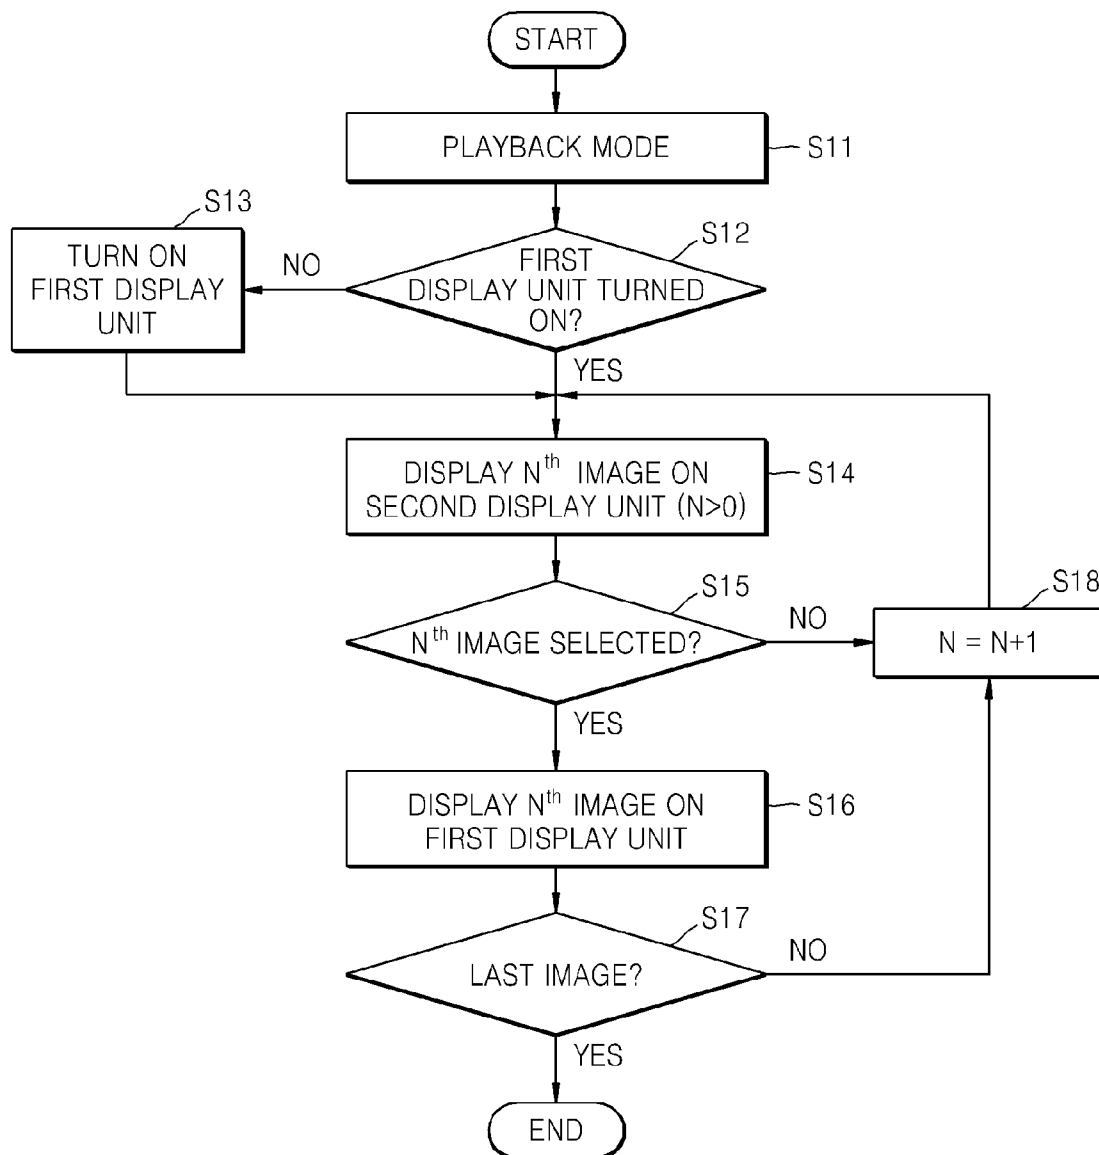 START
PLAYBACK MODE
S11
S13
TURN ON
FIRST DISPLAY
UNIT
NO
S12
FIRST
DISPLAY UNIT TURNED
ON?
YES
DISPLAY Nth IMAGE ON
SECOND DISPLAY UNIT (N>0)
S14
S15
Nth IMAGE SELECTED?
NO
S18
N = N+1
YES
DISPLAY Nth IMAGE ON
FIRST DISPLAY UNIT
S16
S17
LAST IMAGE?
NO
YES
END